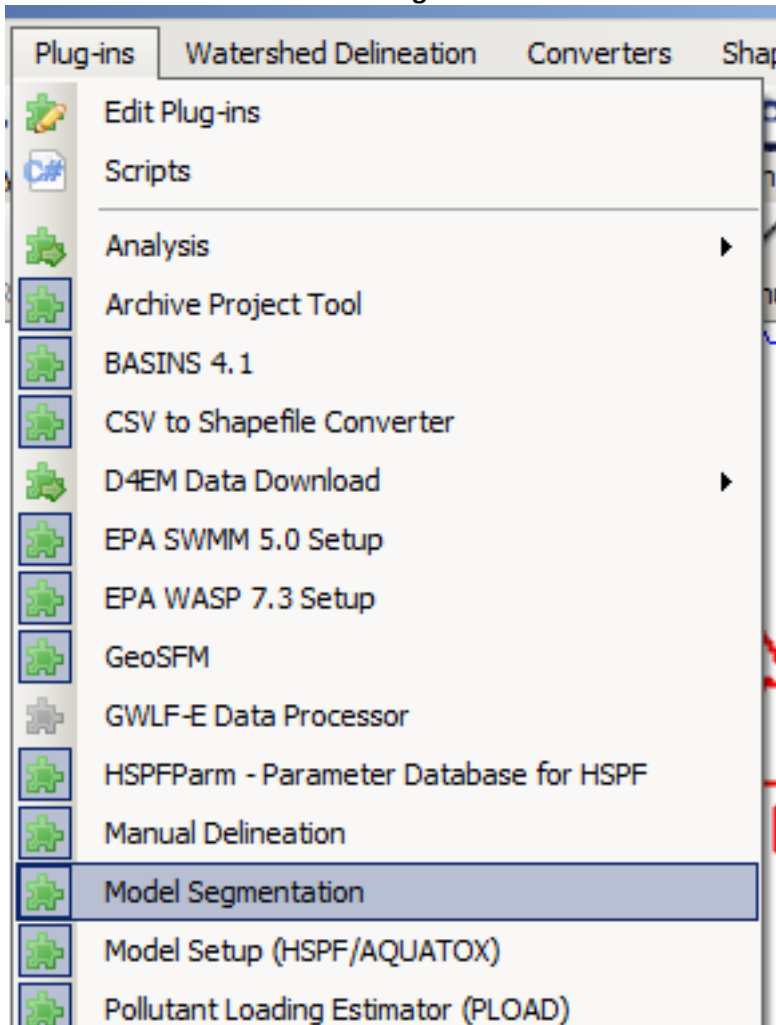 Plug-ins Watershed Delineation Converters
Edit Plug-ins
C# Scripts
Analysis
Archive Project Tool
BASINS 4.1
CSV to Shapefile Converter
D4EM Data Download
EPA SWMM 5.0 Setup
EPA WASP 7.3 Setup
GeoSFM
GWLF-E Data Processor
HSPFParm - Parameter Database for HSPF
Manual Delineation
Model Segmentation
Model Setup (HSPF/AQUATOX)
Pollutant Loading Estimator (PLOAD)